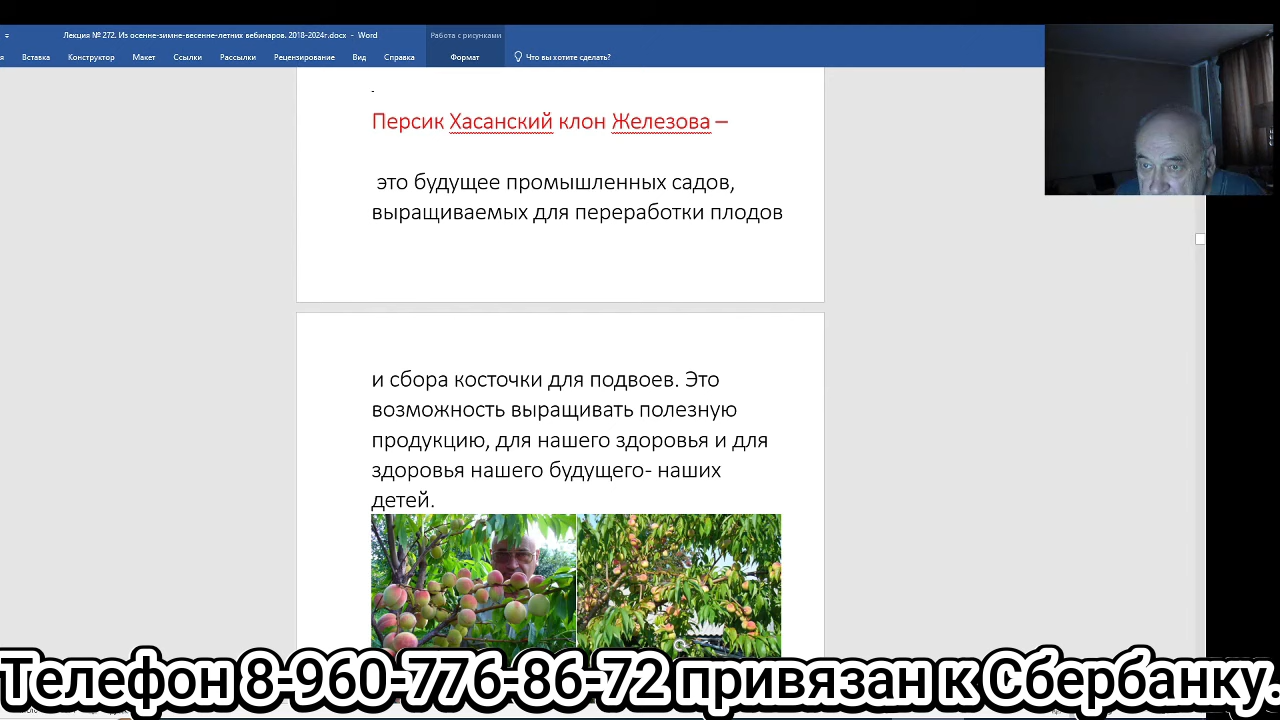 Лекция № 272. Из осенне-зимне-весенне-летних вебинаров. 2018-2024г.docx - Word
Работа с рисунками
Вставка Конструктор Макет Ссылки Рассылки Рецензирование Вид Справка Формат Что вы хотите сделать?
Персик Хасанский клон Железова –
это будущее промышленных садов,
выращиваемых для переработки плодов
и сбора косточки для подвоев. Это
возможность выращивать полезную
продукцию, для нашего здоровья и для
здоровья нашего будущего- наших
детей.
Телефон 8-960-776-86-72 привязан к Сбербанку.